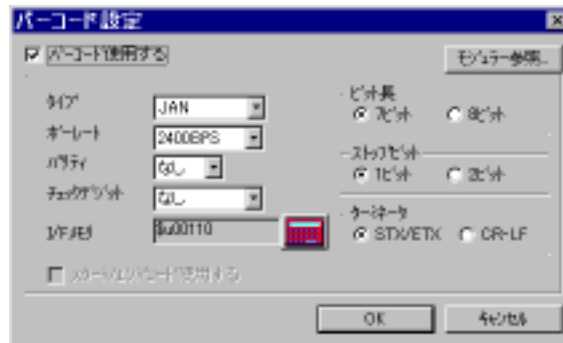 バーコード設定
バーコード使用する
モジュラー参照...
タイプ
JAN
ボーレート
2400BPS
パリティ
なし
チェックデジット
なし
I/Fメモリ
$u00110
ビット長
7ビット
8ビット
ストップビット
1ビット
2ビット
ターミネータ
STX/ETX
CR-LF
OK
キャンセル